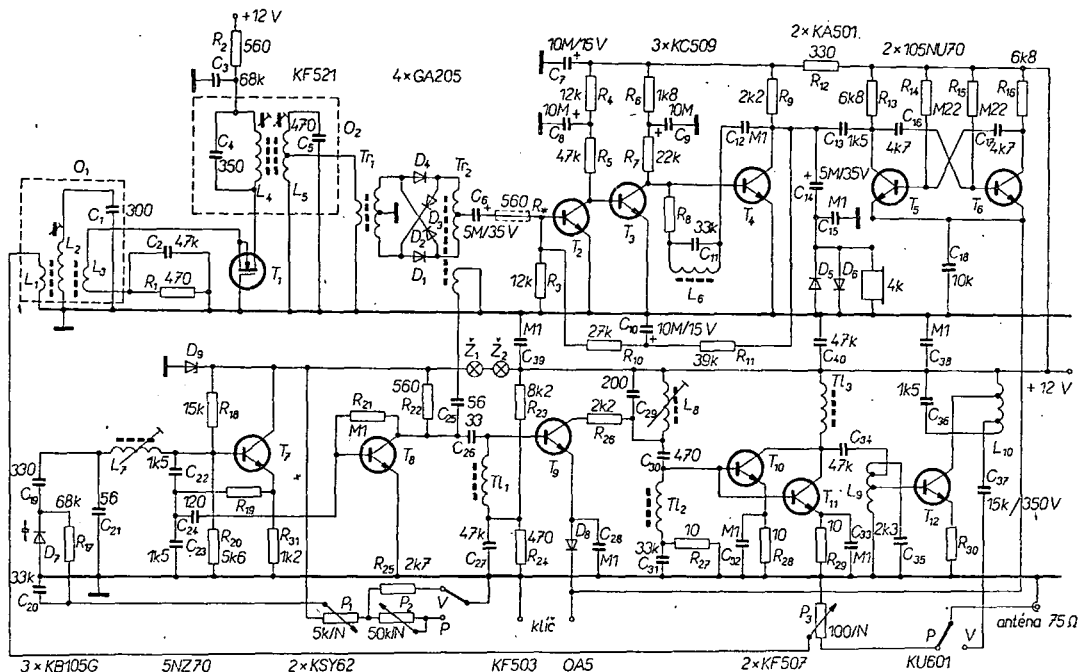 +12 V
R2
560
C3
68k
KF521
4×GA205
10M/15V
C7
3×KC509
2×KA501
330
R12
2×105NU70
6k8
12k
R4
R6
1k8
2k2
R9
6k8
R13
R14
M22
R15
M22
R16
10M
C8
10M
C9
C12
M1
C13
1k5
C16
4k7
C17
4k7
O1
O2
C4
350
L4
470
C5
L5
Tr1
D4
D3
D2
D1
Tr2
C6
5M/35V
560
R*
47k
R5
R7
22k
T2
T3
T4
T5
T6
C1
300
L1
L2
L3
C2
47k
R1
470
T1
12k
R3
R8
33k
C11
L6
5M/35V
C14
M1
C15
D5
D6
4k
C18
10k
27k
R10
C10
10M/15V
39k
R11
M1
C39
47k
C40
M1
C38
D9
Ž1
Ž2
+12V
15k
R18
R21
M1
560
R22
C25
56
33
C26
8k2
R23
200
C29
2k2
R26
L8
Tl3
1k5
C36
L10
C37
15k/350V
L7
1k5
C22
T7
T8
T9
C30
470
T10
T11
C34
47k
L9
T12
330
C19
68k
R17
D7
56
C21
120
C24
R19
1k5
C23
R20
5k6
R31
1k2
Tl1
47k
C27
470
R24
D8
C28
M1
Tl2
33k
C31
10
R27
M1
C32
10
R28
10
R29
C33
M1
2k3
C35
R30
33k
C20
R25
2k7
P1
5k/N
P2
50k/N
V
P
klíč
P3
100/N
P
V
anténa 75 Ω
3×KB105G
5NZ70
2×KSY62
KF503
OA5
2×KF507
KU601